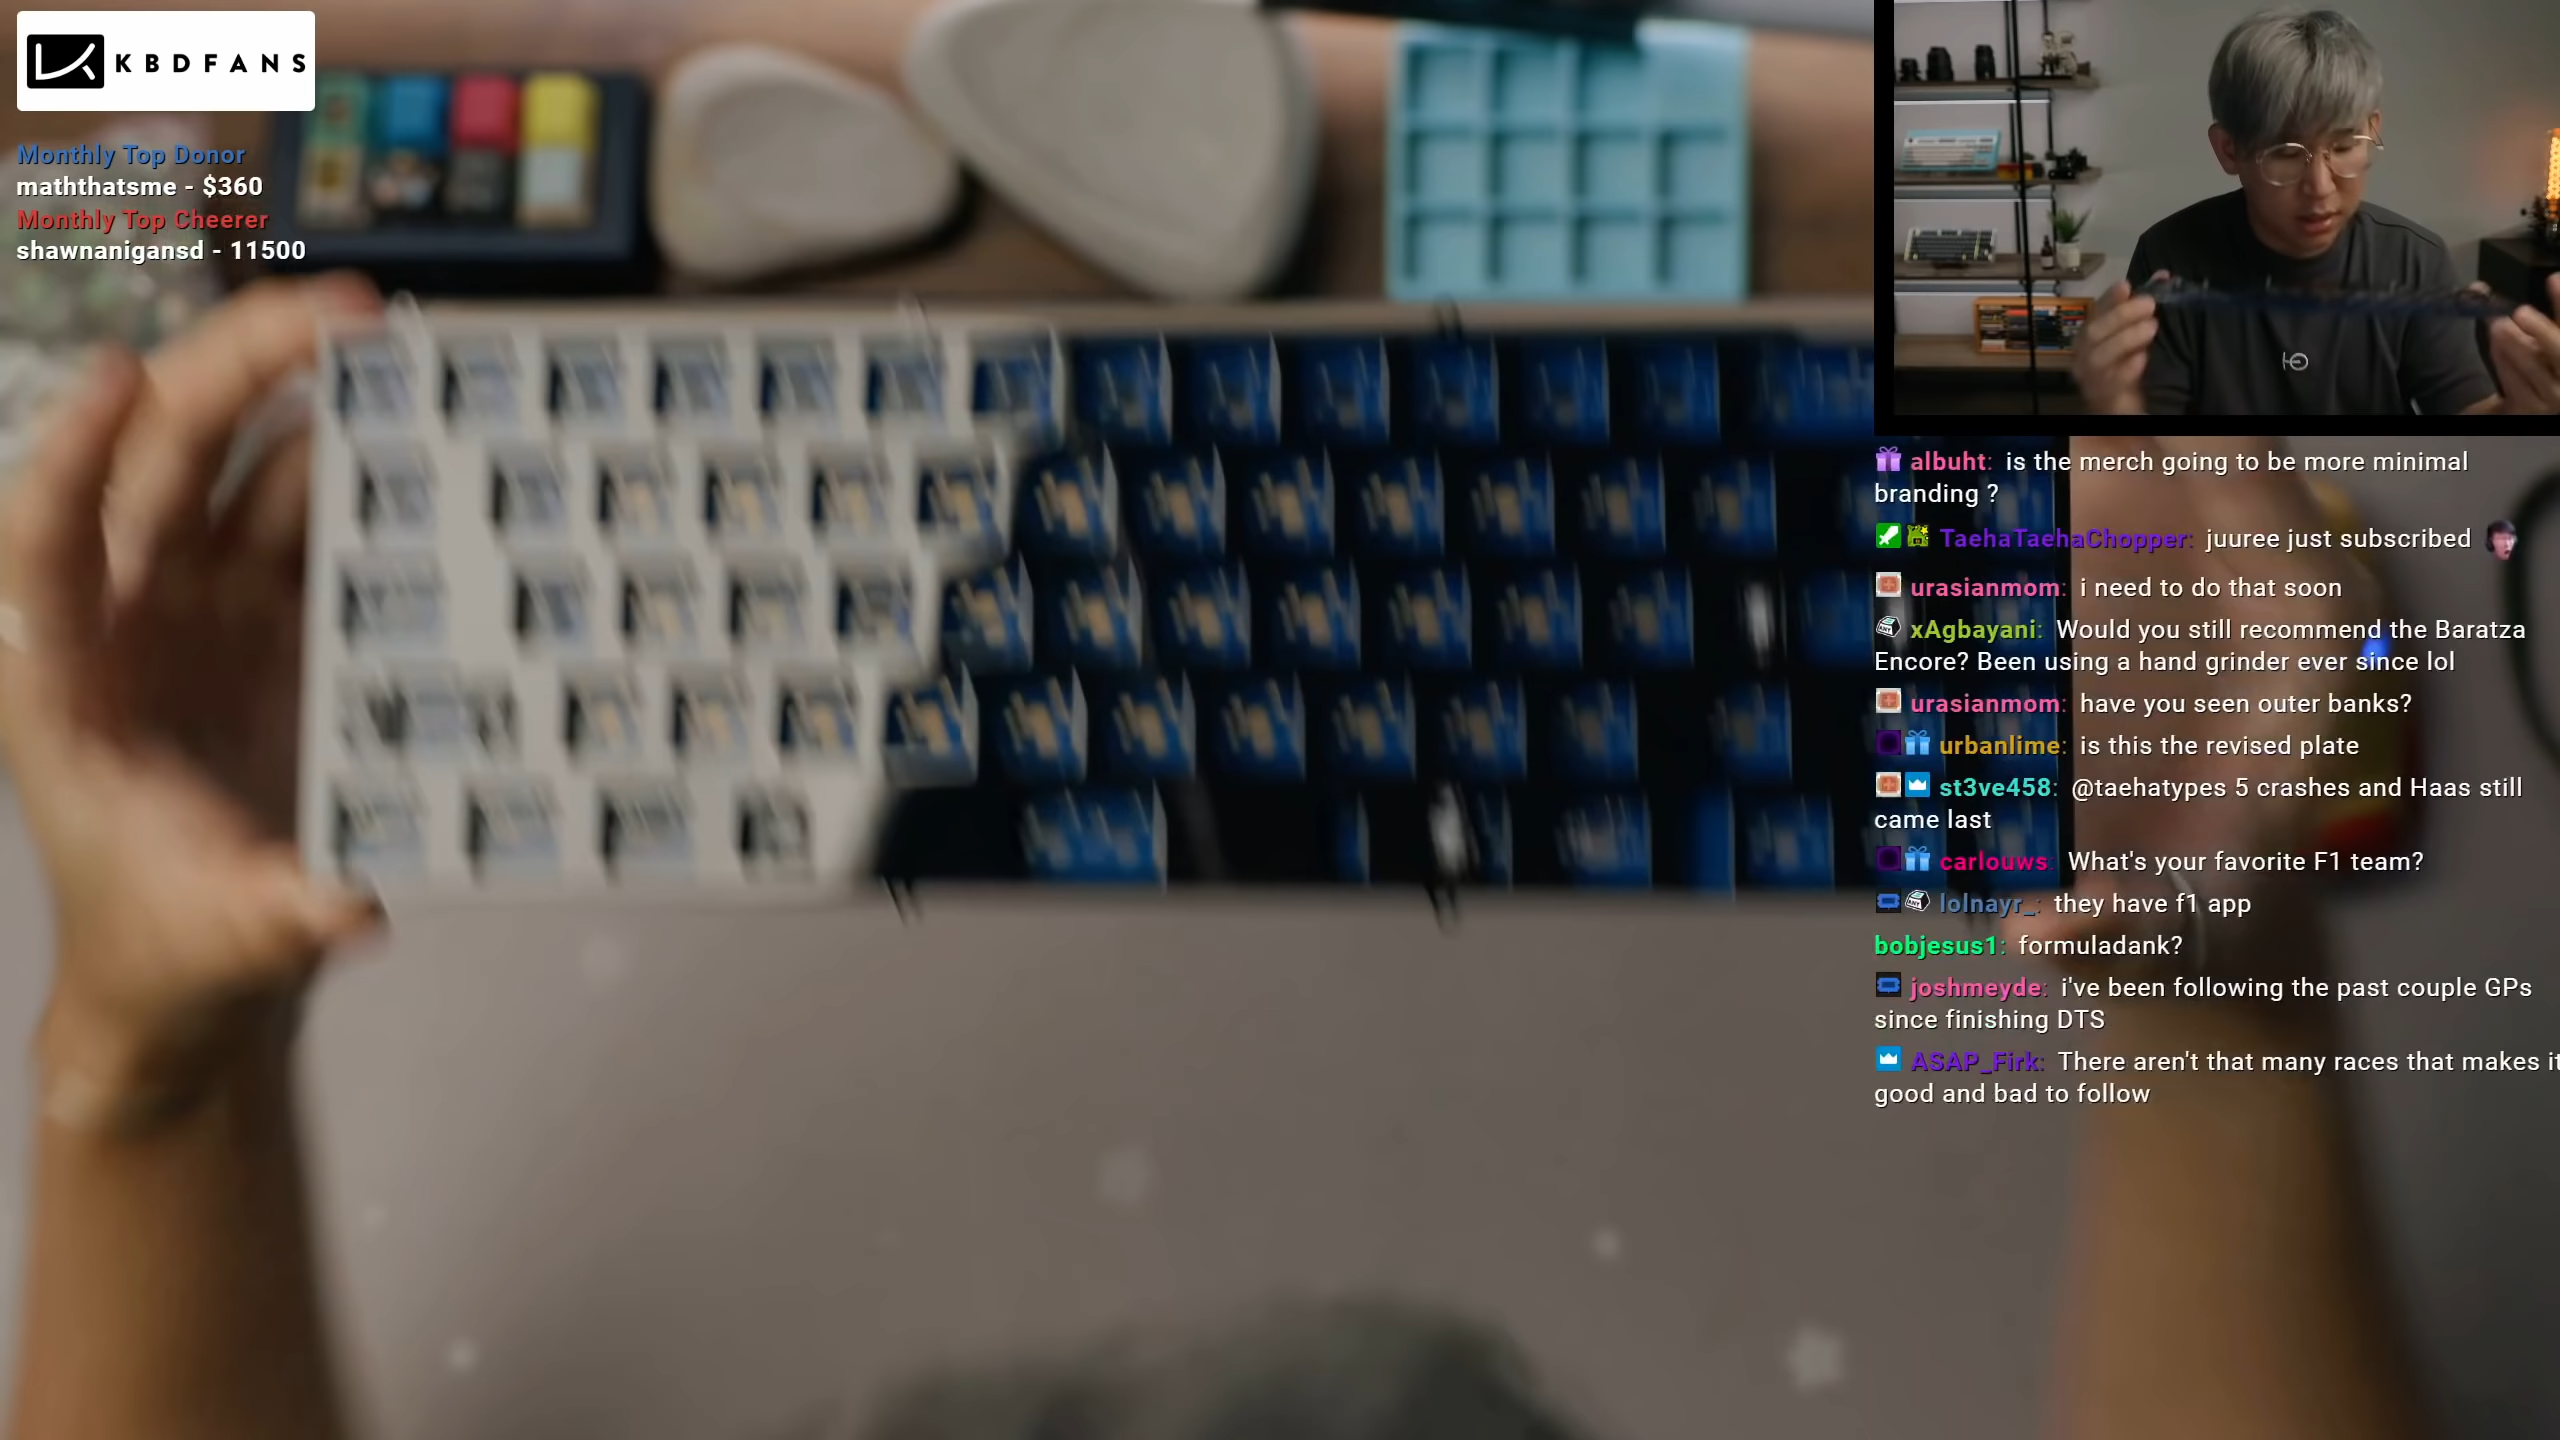 KBDFANS
Monthly Top Donor
maththatsme - $360
Monthly Top Cheerer
shawnanigansd - 11500
albuht: is the merch going to be more minimal
branding ?
TaehaTaehaChopper: juuree just subscribed
urasianmom: i need to do that soon
xAgbayani: Would you still recommend the Baratza
Encore? Been using a hand grinder ever since lol
urasianmom: have you seen outer banks?
urbanlime: is this the revised plate
st3ve458: @taehatypes 5 crashes and Haas still
came last
carlouws: What's your favorite F1 team?
lolnayr_: they have f1 app
bobjesus1: formuladank?
joshmeyde: i've been following the past couple GPs
since finishing DTS
ASAP_Firk: There aren't that many races that makes it
good and bad to follow